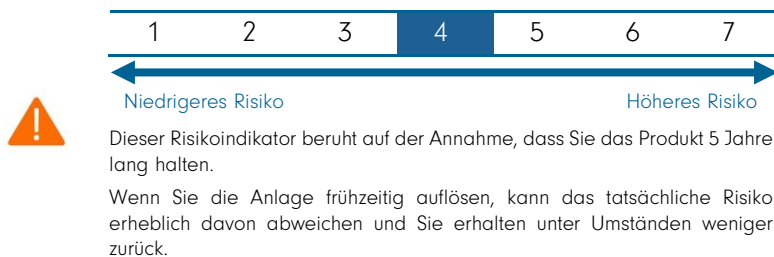 1 2 3 4 5 6 7
Niedrigeres Risiko Höheres Risiko
Dieser Risikoindikator beruht auf der Annahme, dass Sie das Produkt 5 Jahre
lang halten.
Wenn Sie die Anlage frühzeitig auflösen, kann das tatsächliche Risiko
erheblich davon abweichen und Sie erhalten unter Umständen weniger
zurück.